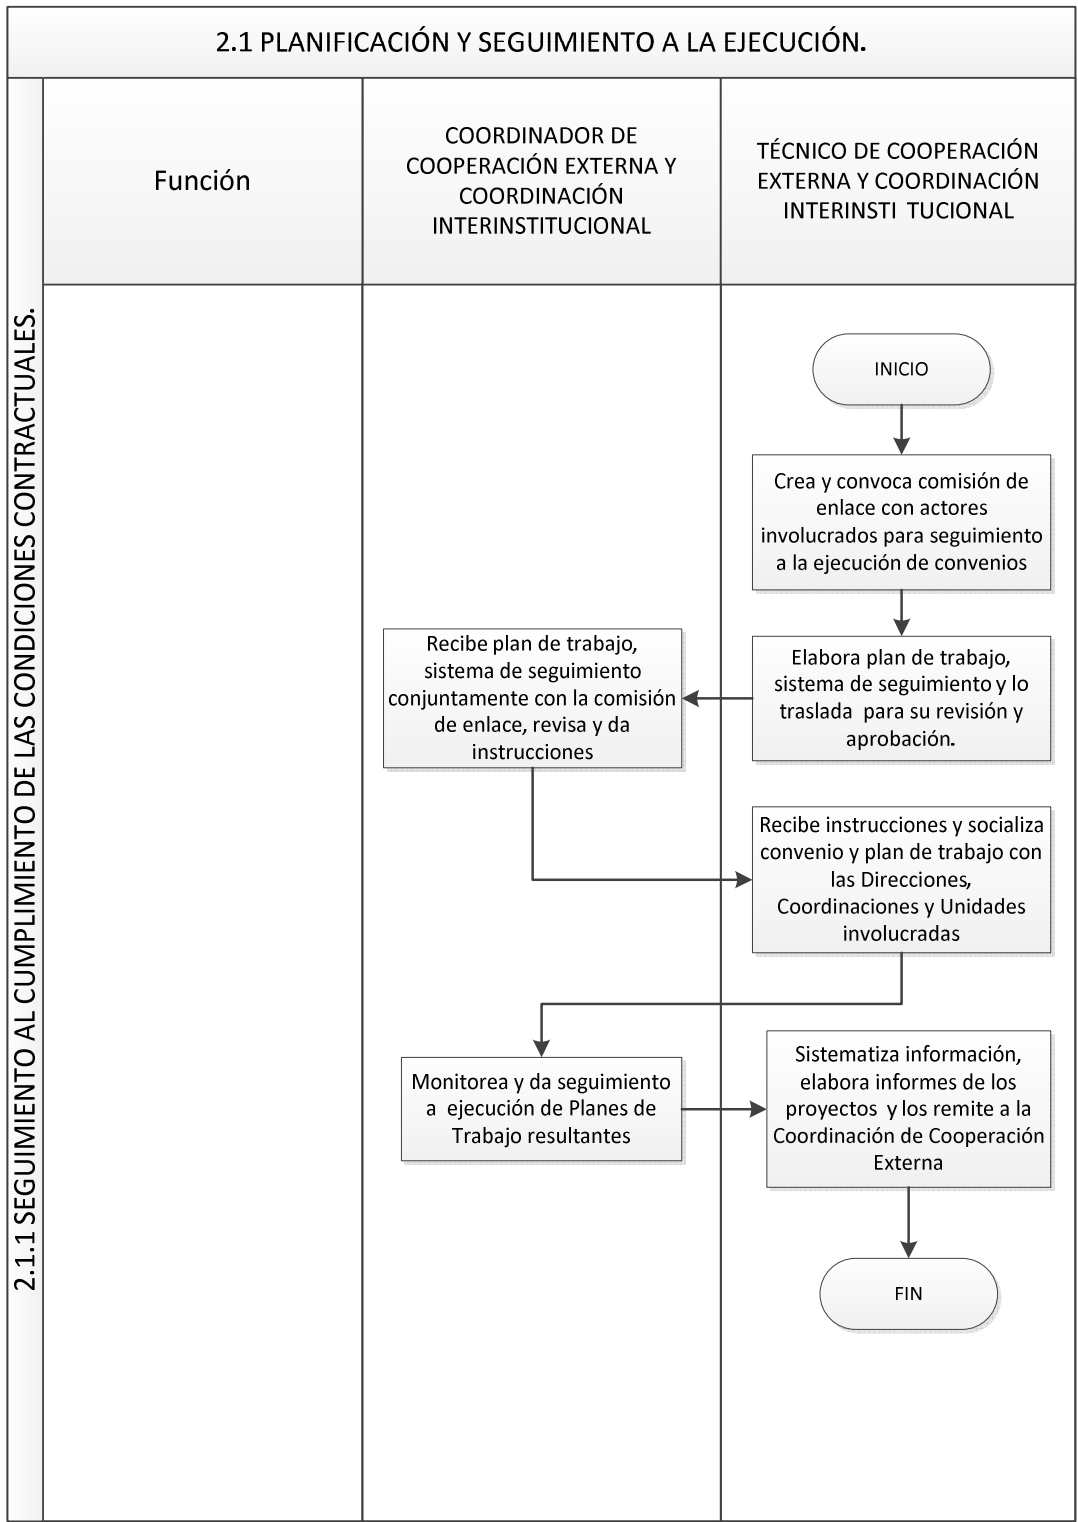 2.1 PLANIFICACIÓN Y SEGUIMIENTO A LA EJECUCIÓN.
2.1.1 SEGUIMIENTO AL CUMPLIMIENTO DE LAS CONDICIONES CONTRACTUALES.
Función
COORDINADOR DE
COOPERACIÓN EXTERNA Y
COORDINACIÓN
INTERINSTITUCIONAL
TÉCNICO DE COOPERACIÓN
EXTERNA Y COORDINACIÓN
INTERINSTI TUCIONAL
INICIO
Crea y convoca comisión de
enlace con actores
involucrados para seguimiento
a la ejecución de convenios
Elabora plan de trabajo,
sistema de seguimiento y lo
traslada para su revisión y
aprobación.
Recibe plan de trabajo,
sistema de seguimiento
conjuntamente con la comisión
de enlace, revisa y da
instrucciones
Recibe instrucciones y socializa
convenio y plan de trabajo con
las Direcciones,
Coordinaciones y Unidades
involucradas
Monitorea y da seguimiento
a ejecución de Planes de
Trabajo resultantes
Sistematiza información,
elabora informes de los
proyectos y los remite a la
Coordinación de Cooperación
Externa
FIN